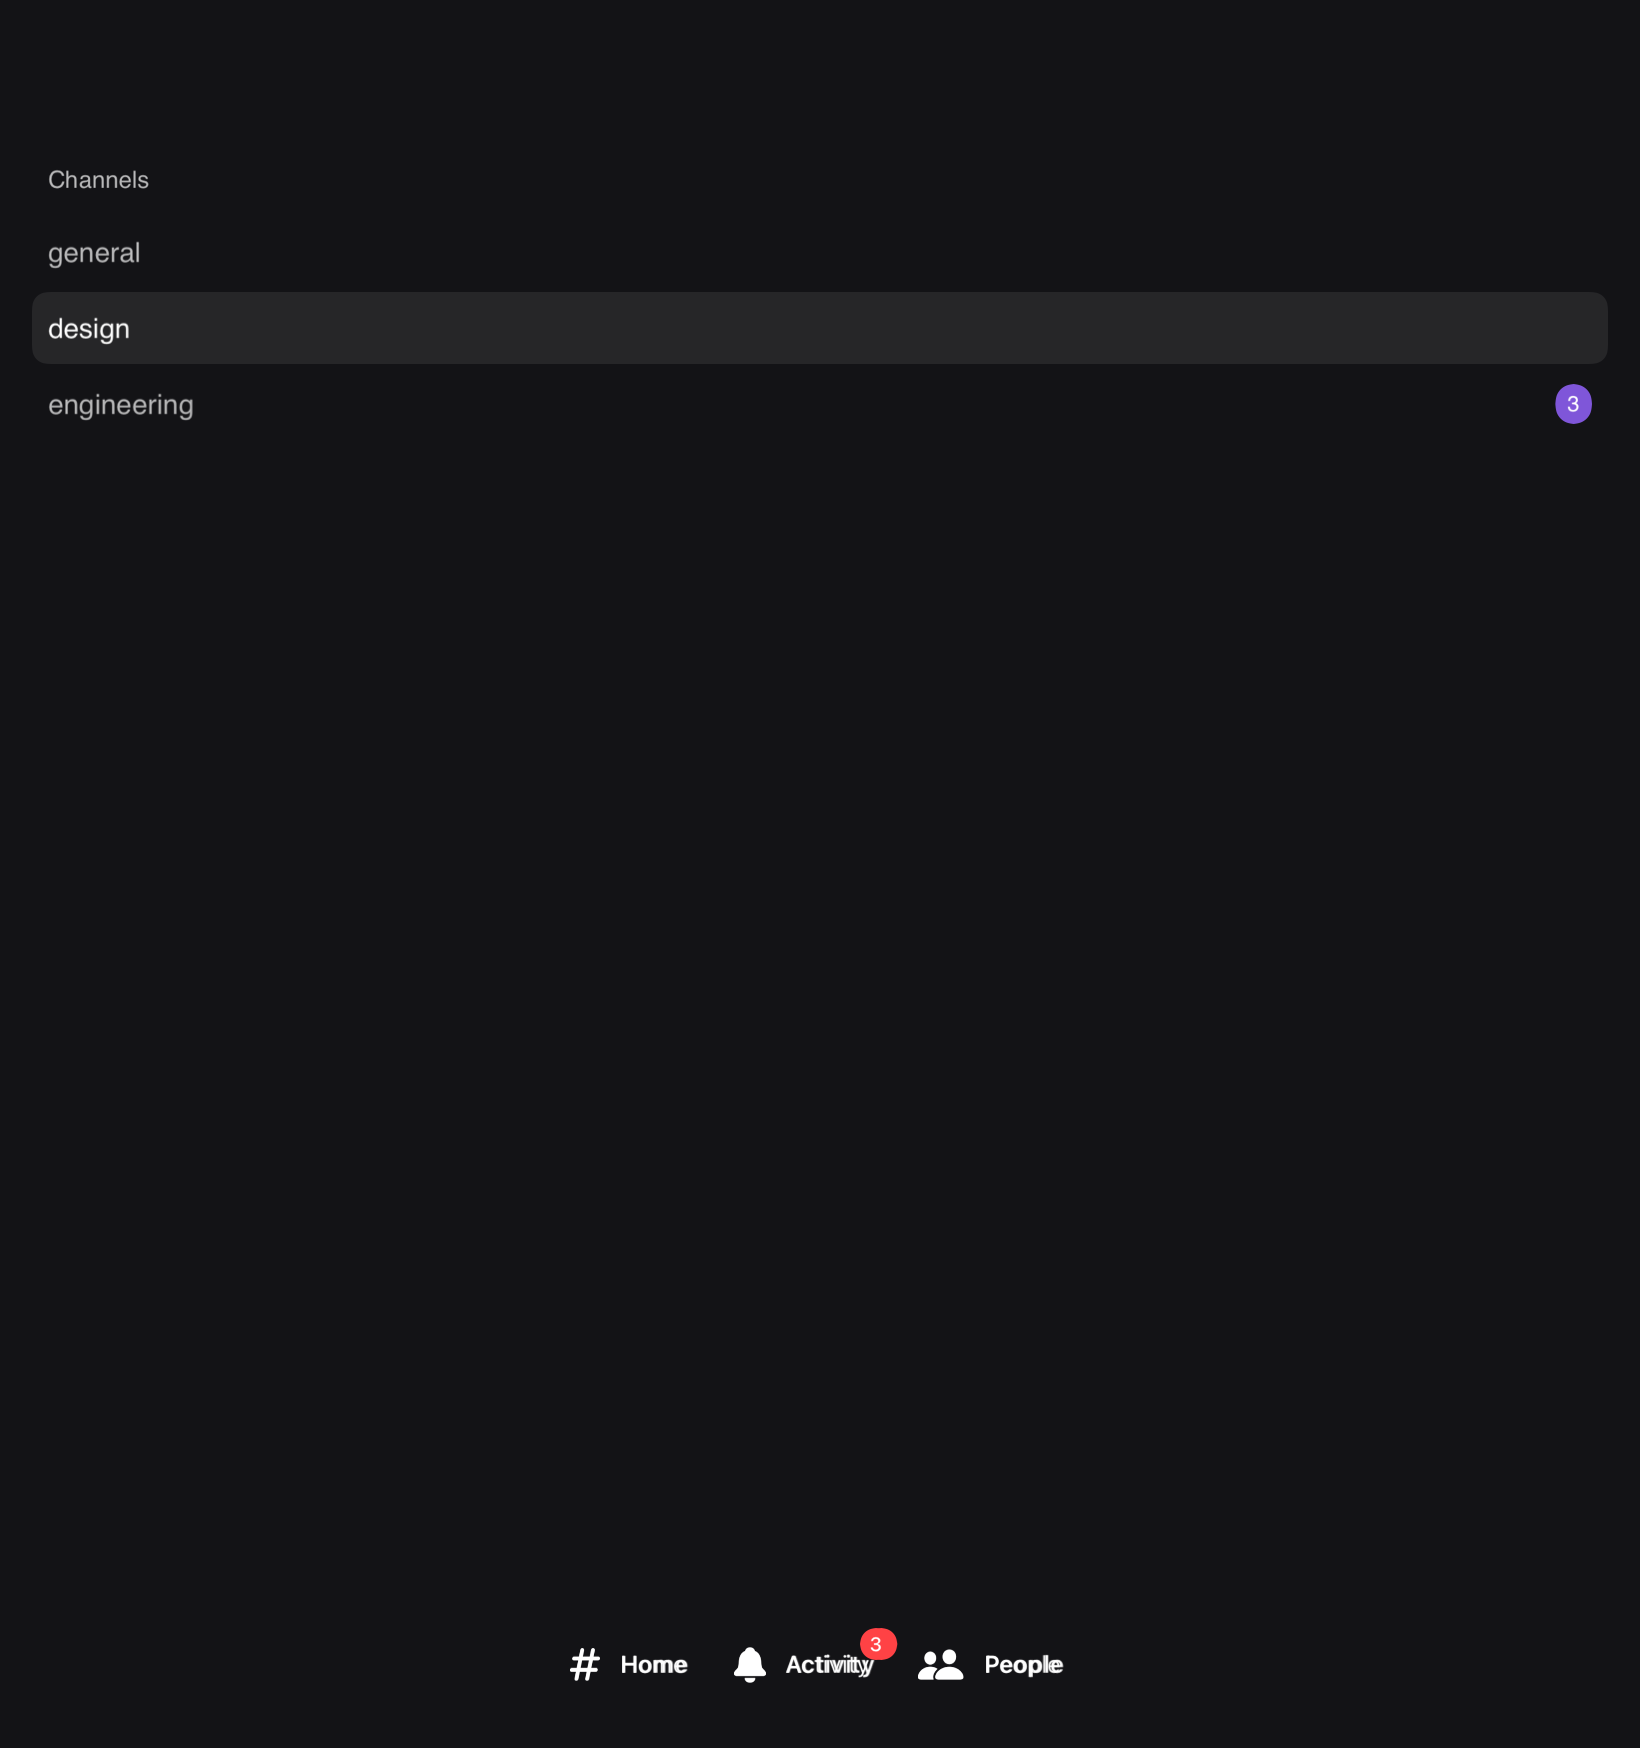 Channels
general
design
engineering 3
Home Activity 3 People